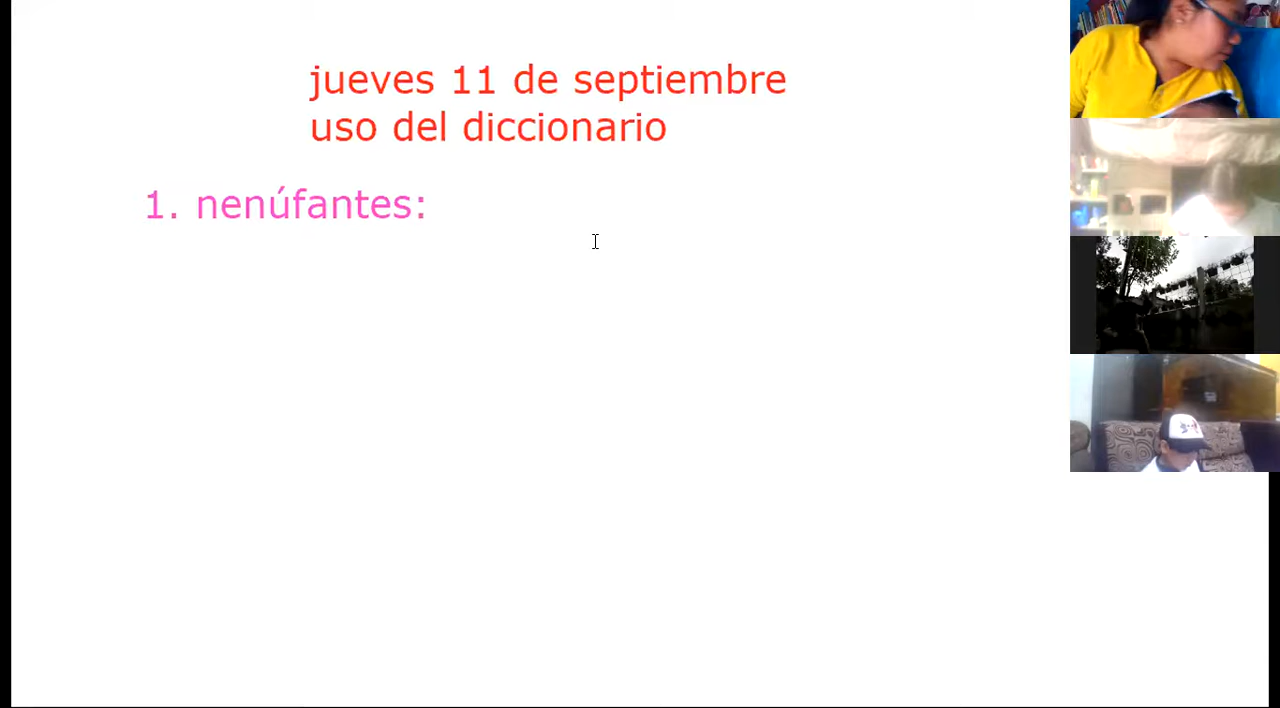 jueves 11 de septiembre
uso del diccionario
1. nenúfantes: